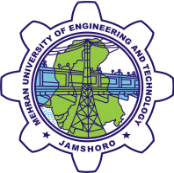 MEHRAN UNIVERSITY OF ENGINEERING AND TECHNOLOGY
JAMSHORO